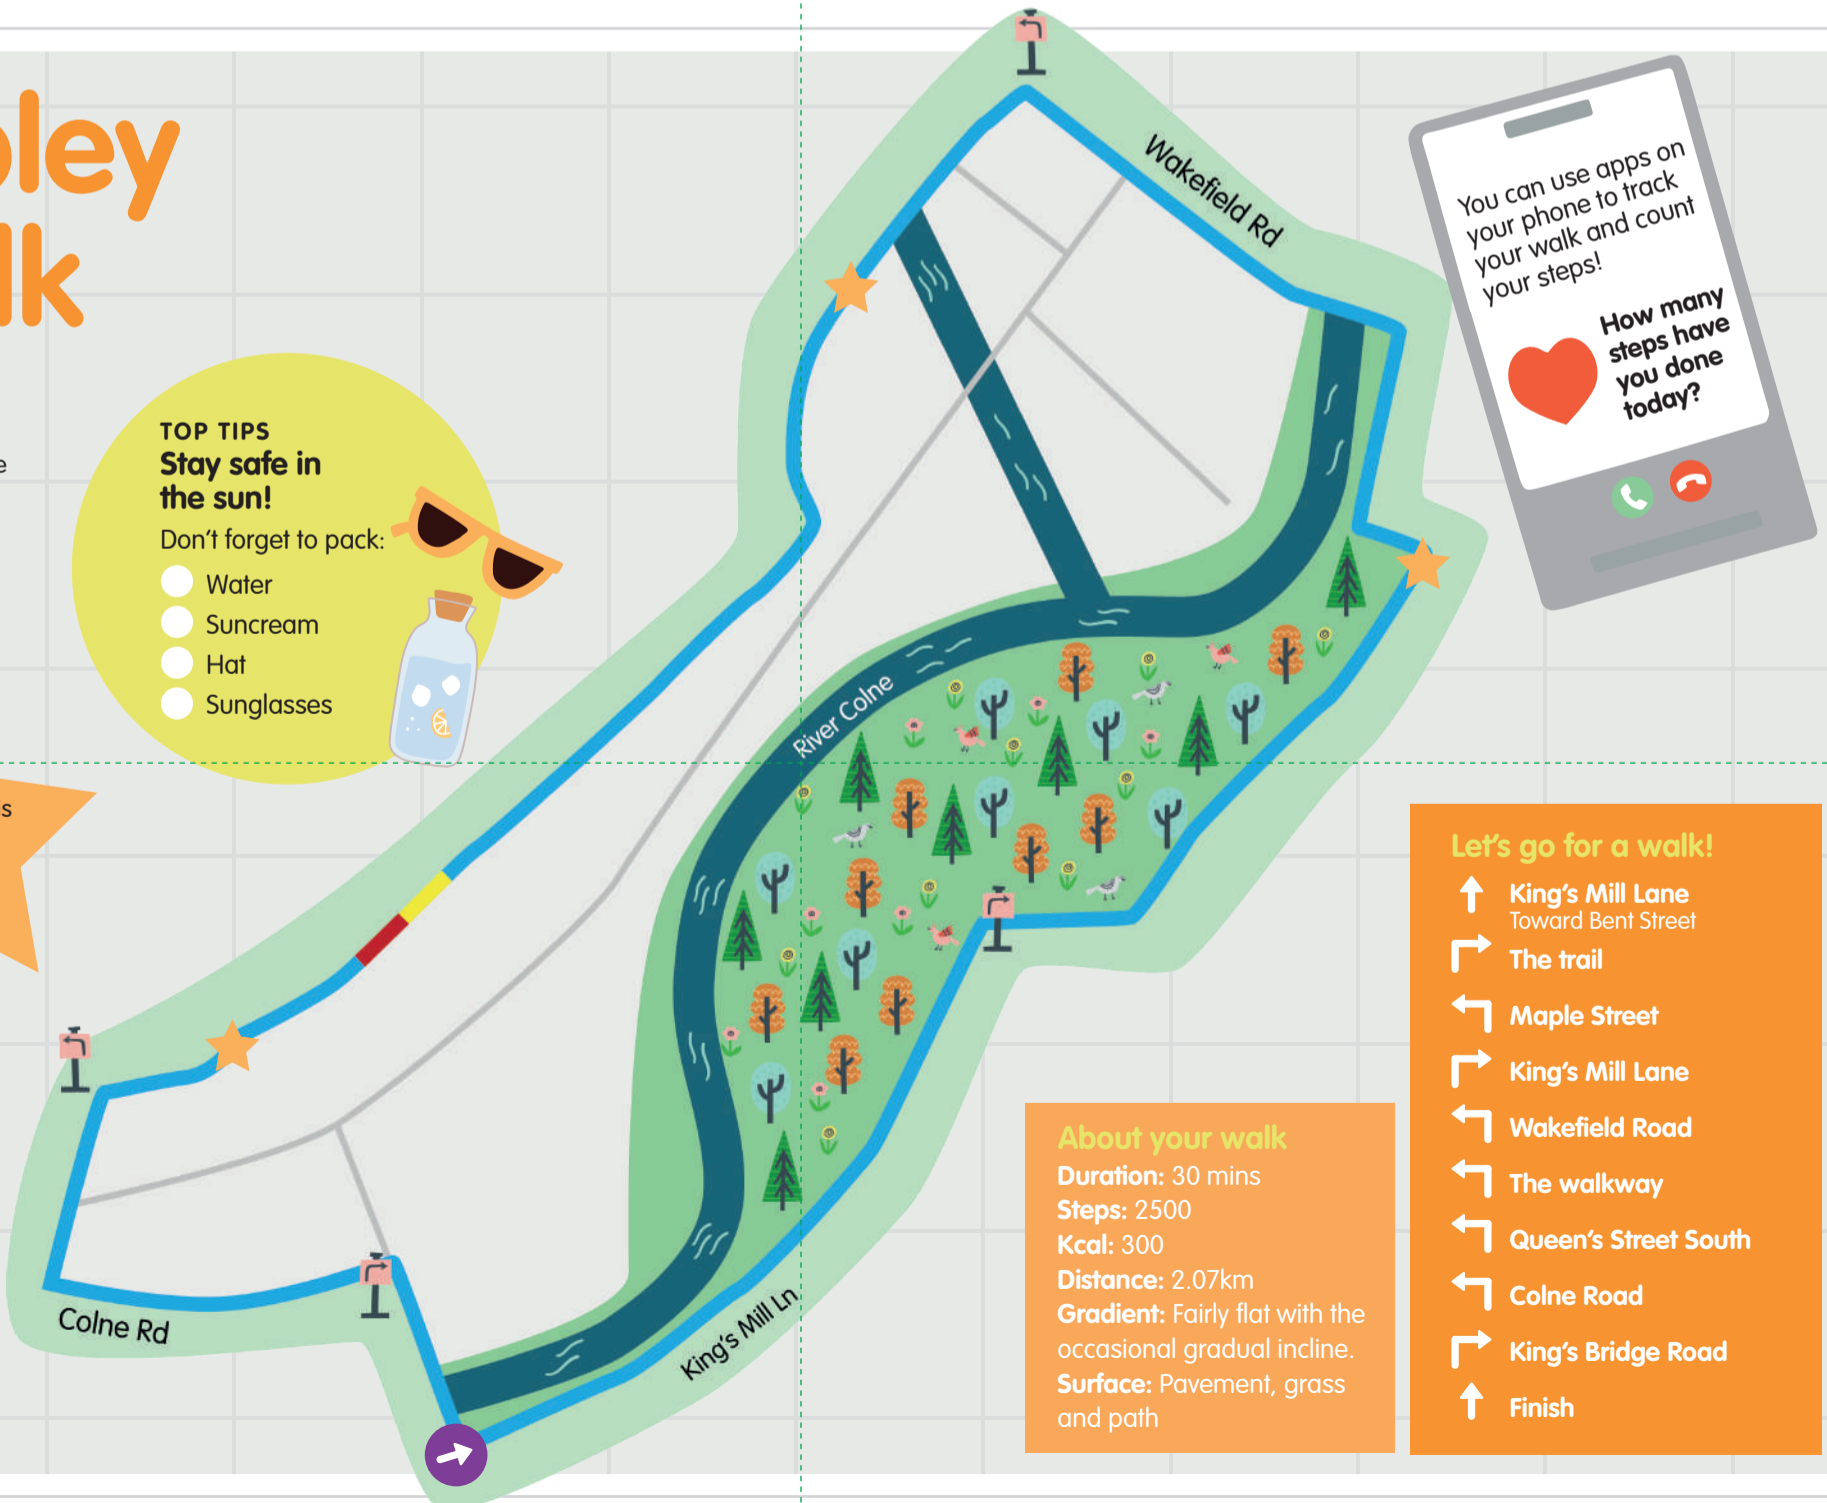 oley
lk
e
s
TOP TIPS
Stay safe in
the sun!
Don't forget to pack:
Water
Suncream
Hat
Sunglasses
Wakefield Rd
River Colne
Colne Rd
King's Mill Ln
You can use apps on
your phone to track
your walk and count
your steps!
How many
steps have
you done
today?
About your walk
Duration: 30 mins
Steps: 2500
Kcal: 300
Distance: 2.07km
Gradient: Fairly flat with the
occasional gradual incline.
Surface: Pavement, grass
and path
Let's go for a walk!
King's Mill Lane
Toward Bent Street
The trail
Maple Street
King's Mill Lane
Wakefield Road
The walkway
Queen's Street South
Colne Road
King's Bridge Road
Finish